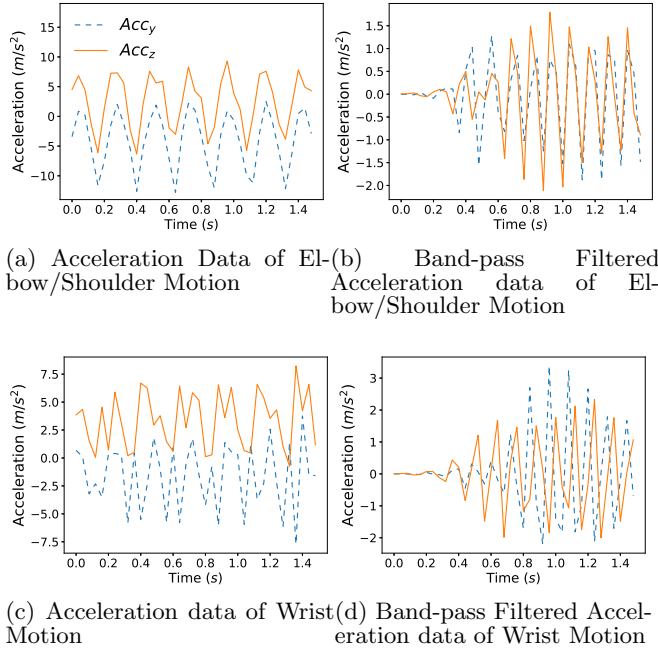 Acc_y
Acc_z
Acceleration (m/s²)
15
10
5
0
−5
−10
0.0 0.2 0.4 0.6 0.8 1.0 1.2 1.4
Time (s)
(a) Acceleration Data of El-
bow/Shoulder Motion
Acceleration (m/s²)
1.5
1.0
0.5
0.0
−0.5
−1.0
−1.5
−2.0
0.0 0.2 0.4 0.6 0.8 1.0 1.2 1.4
Time (s)
(b) Band-pass Filtered
Acceleration data of El-
bow/Shoulder Motion
Acceleration (m/s²)
7.5
5.0
2.5
0.0
−2.5
−5.0
−7.5
0.0 0.2 0.4 0.6 0.8 1.0 1.2 1.4
Time (s)
(c) Acceleration data of Wrist
Motion
Acceleration (m/s²)
3
2
1
0
−1
−2
0.0 0.2 0.4 0.6 0.8 1.0 1.2 1.4
Time (s)
(d) Band-pass Filtered Accel-
eration data of Wrist Motion